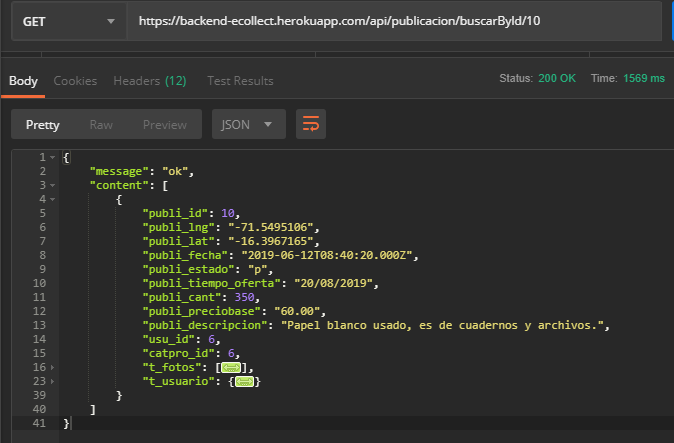 GET https://backend-ecollect.herokuapp.com/api/publicacion/buscarById/10
Body Cookies Headers (12) Test Results Status: 200 OK Time: 1569 ms
Pretty Raw Preview JSON
1 {
2 "message": "ok",
3 "content": [
4 {
5 "publi_id": 10,
6 "publi_lng": "-71.5495106",
7 "publi_lat": "-16.3967165",
8 "publi_fecha": "2019-06-12T08:40:20.000Z",
9 "publi_estado": "p",
10 "publi_tiempo_oferta": "20/08/2019",
11 "publi_cant": 350,
12 "publi_preciobase": "60.00",
13 "publi_descripcion": "Papel blanco usado, es de cuadernos y archivos.",
14 "usu_id": 6,
15 "catpro_id": 6,
16 "t_fotos": [],
23 "t_usuario": {}
39 }
40 ]
41 }